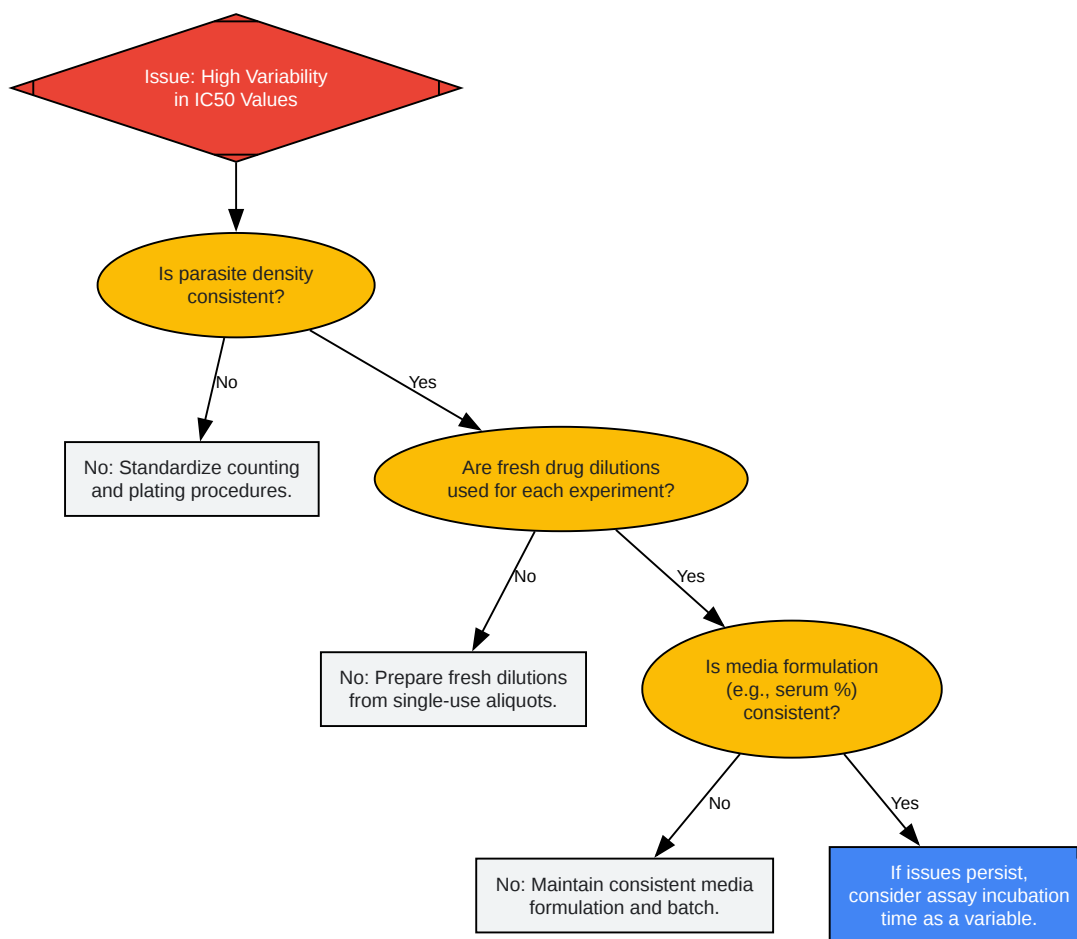 Issue: High Variability
in IC50 Values
Is parasite density
consistent?
No
Yes
No: Standardize counting
and plating procedures.
Are fresh drug dilutions
used for each experiment?
No
Yes
No: Prepare fresh dilutions
from single-use aliquots.
Is media formulation
(e.g., serum %)
consistent?
No
Yes
No: Maintain consistent media
formulation and batch.
If issues persist,
consider assay incubation
time as a variable.